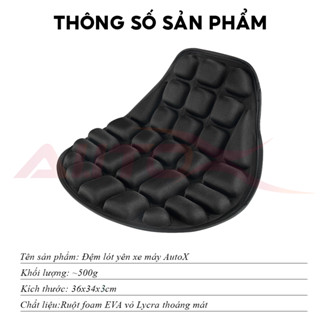 THÔNG SỐ SẢN PHẨM
AUTOX
Tên sản phẩm: Đệm lót yên xe máy AutoX
Khối lượng: ~500g
Kích thước: 36x34x3cm
Chất liệu:Ruột foam EVA vỏ Lycra thoáng mát